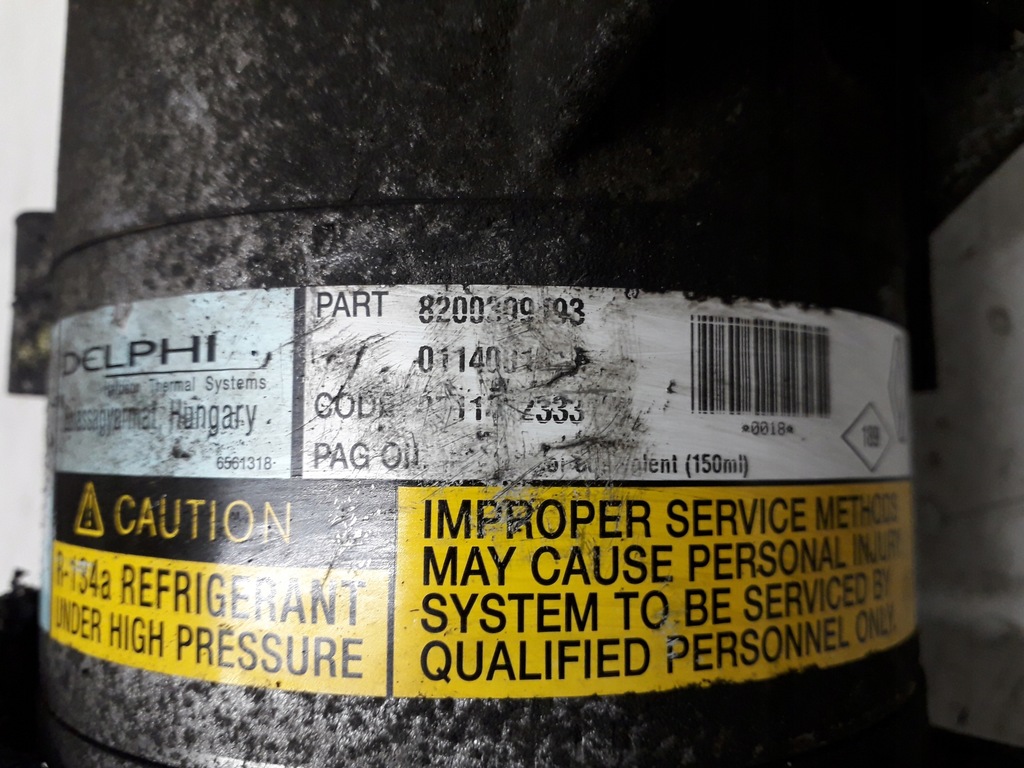 DELPHI
Thermal Systems
Hungary
6561318
PART
CODE
PAG OIL
(150ml)
*0018*
CAUTION
R-134a REFRIGERANT
UNDER HIGH PRESSURE
IMPROPER SERVICE METHODS
MAY CAUSE PERSONAL INJURY
SYSTEM TO BE SERVICED BY
QUALIFIED PERSONNEL ONLY.